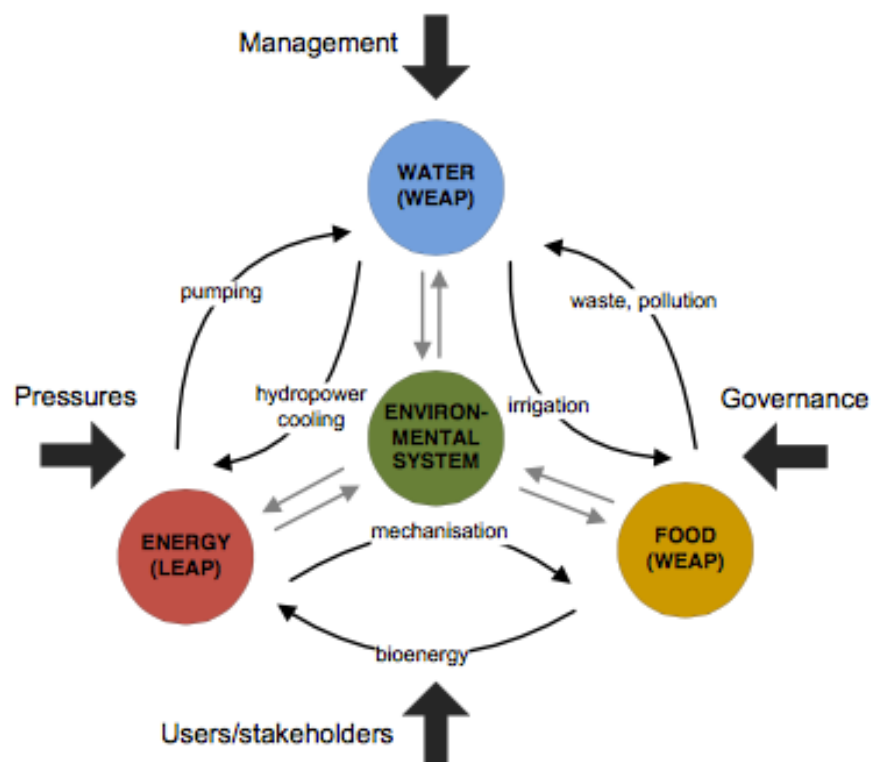 Management
WATER
(WEAP)
pumping
waste, pollution
hydropower
cooling
irrigation
Pressures
Governance
ENVIRON-
MENTAL
SYSTEM
ENERGY
(LEAP)
mechanisation
FOOD
(WEAP)
bioenergy
Users/stakeholders